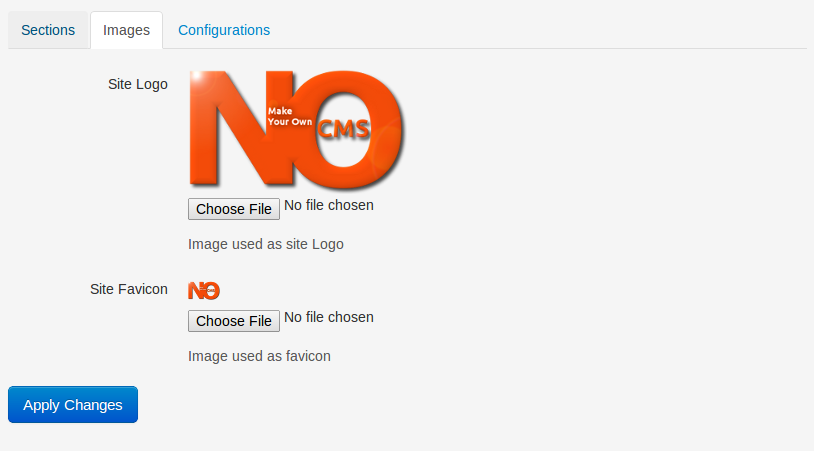 Sections Images Configurations
Site Logo
NO
Make
Your Own CMS
Choose File No file chosen
Image used as site Logo
Site Favicon NO
Choose File No file chosen
Image used as favicon
Apply Changes